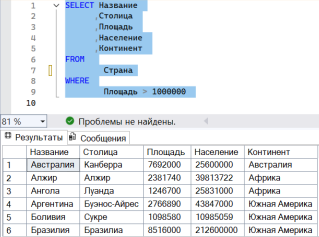 1 SELECT Название
2 ,Столица
3 ,Площадь
4 ,Население
5 ,Континент
6 FROM
7 Страна
8 WHERE
9 Площадь > 1000000
10
81 % Проблемы не найдены.
Результаты Сообщения
Название Столица Площадь Население Континент
1 Австралия Канберра 7692000 25600000 Австралия
2 Алжир Алжир 2381740 39813722 Африка
3 Ангола Луанда 1246700 25831000 Африка
4 Аргентина Буэнос-Айрес 2766890 43847000 Южная Америка
5 Боливия Сукре 1098580 10985059 Южная Америка
6 Бразилия Бразилиа 8516000 212600000 Южная Америка